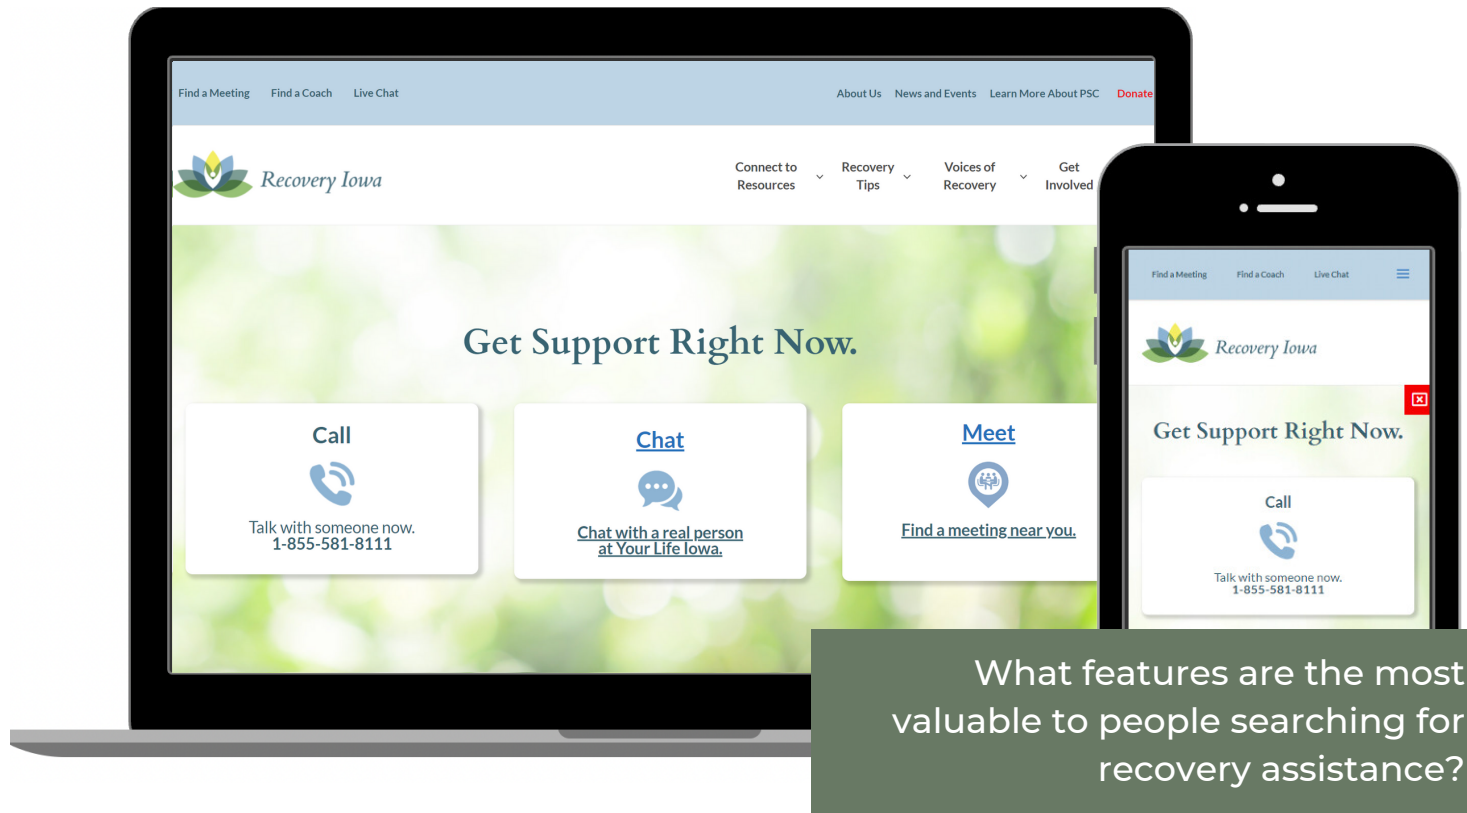 Find a Meeting Find a Coach Live Chat
About Us News and Events Learn More About PSC Donate
Recovery Iowa
Connect to
Resources
Recovery
Tips
Voices of
Recovery
Get
Involved
Get Support Right Now.
Call
Talk with someone now.
1-855-581-8111
Chat
Chat with a real person
at Your Life Iowa.
Meet
Find a meeting near you.
Find a Meeting Find a Coach Live Chat
Recovery Iowa
Get Support Right Now.
Call
Talk with someone now.
1-855-581-8111
What features are the most
valuable to people searching for
recovery assistance?